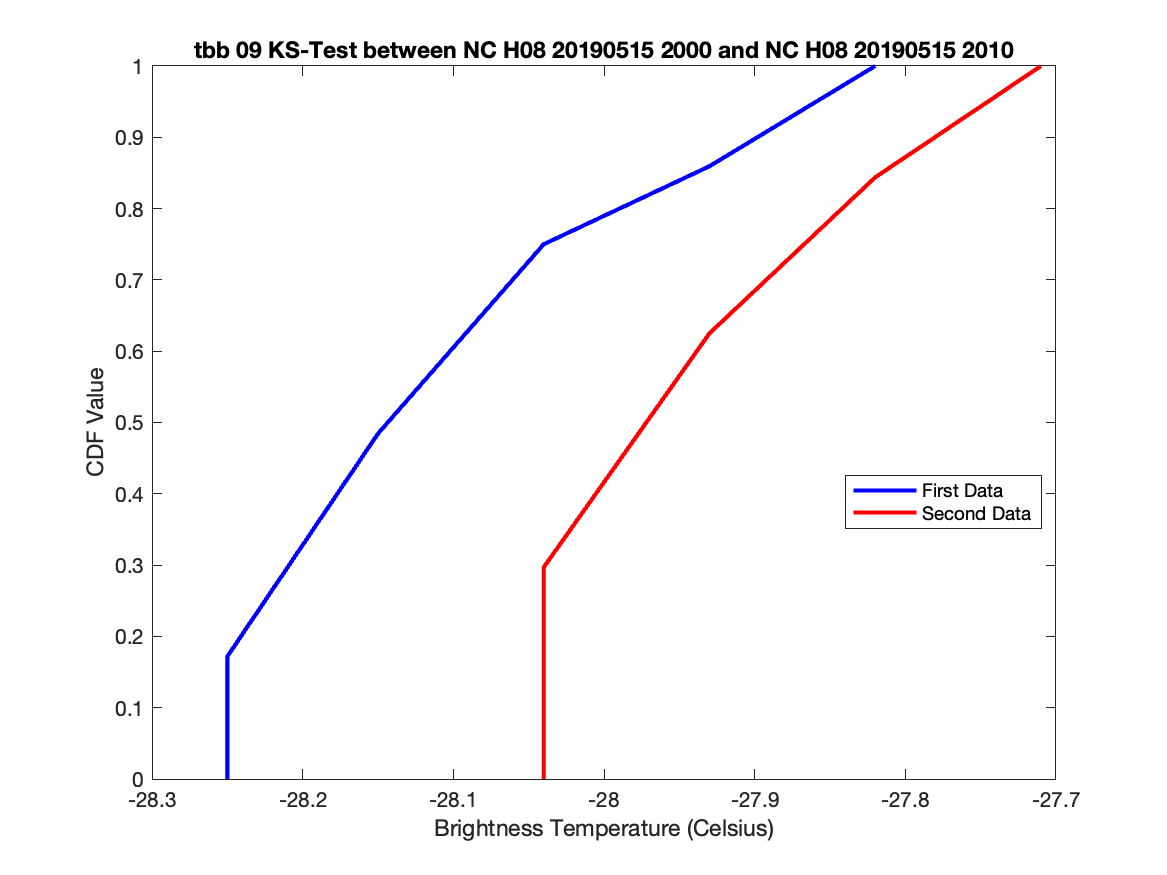 tbb 09 KS-Test between NC H08 20190515 2000 and NC H08 20190515 2010
1
0.9
0.8
0.7
0.6
0.5
0.4
0.3
0.2
0.1
0
CDF Value
First Data
Second Data
-28.3 -28.2 -28.1 -28 -27.9 -27.8 -27.7
Brightness Temperature (Celsius)